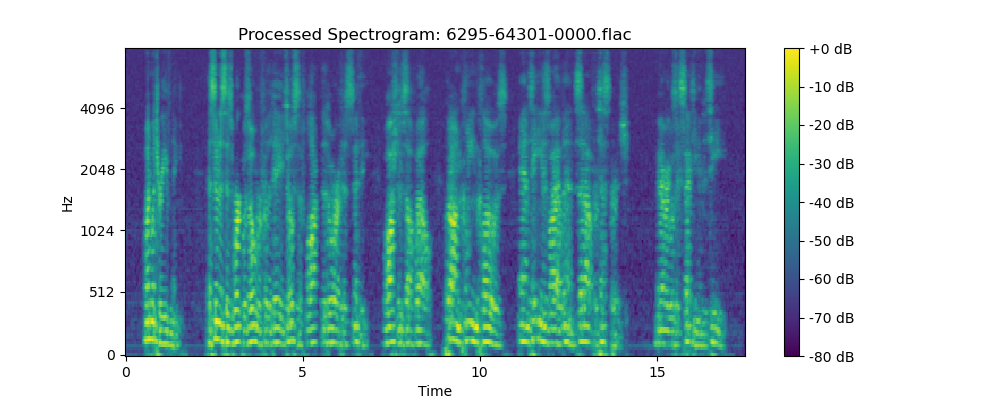 Processed Spectrogram: 6295-64301-0000.flac
Hz
4096
2048
1024
512
0
0 5 10 15
Time
+0 dB
-10 dB
-20 dB
-30 dB
-40 dB
-50 dB
-60 dB
-70 dB
-80 dB